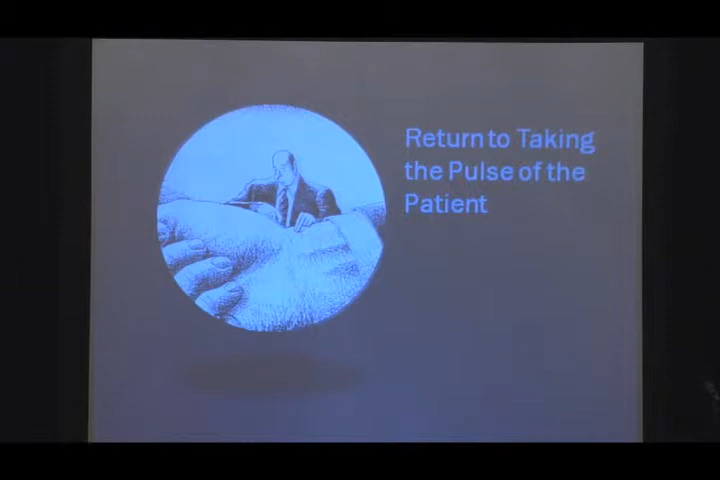 Return to Taking
the Pulse of the
Patient